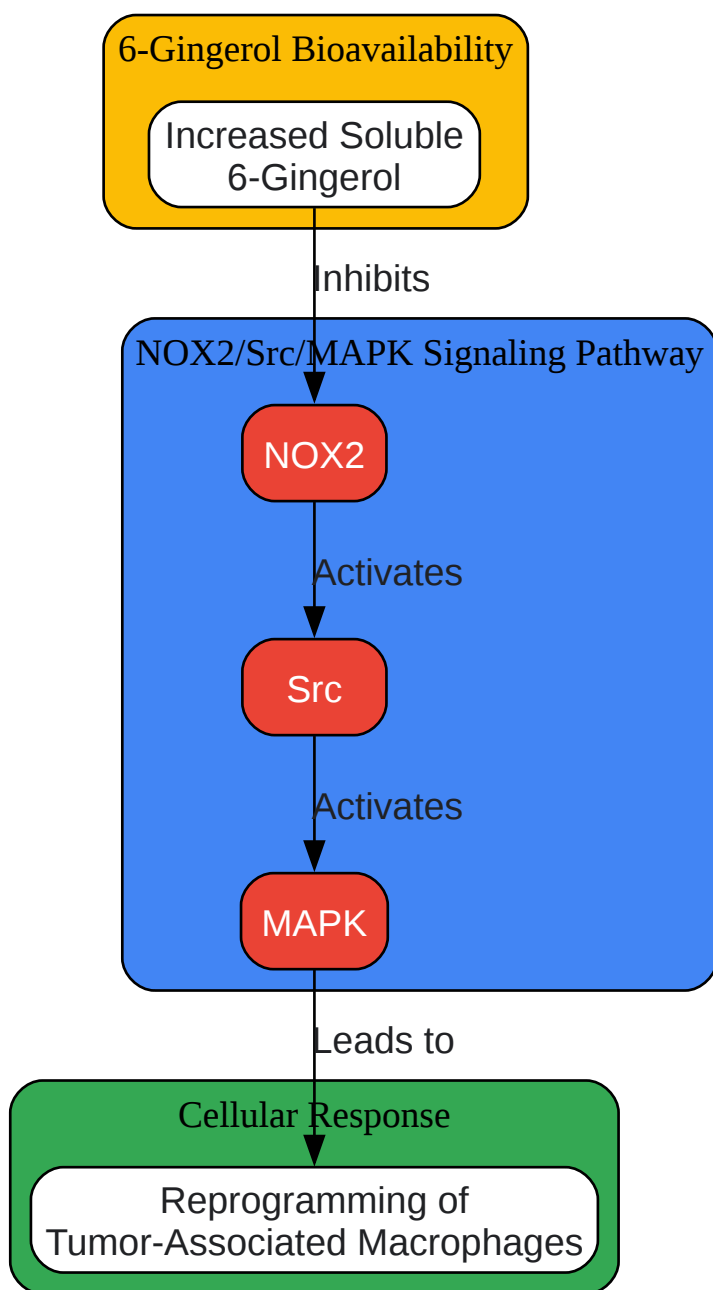 6-Gingerol Bioavailability
Increased Soluble
6-Gingerol
Inhibits
NOX2/Src/MAPK Signaling Pathway
NOX2
Activates
Src
Activates
MAPK
Leads to
Cellular Response
Reprogramming of
Tumor-Associated Macrophages